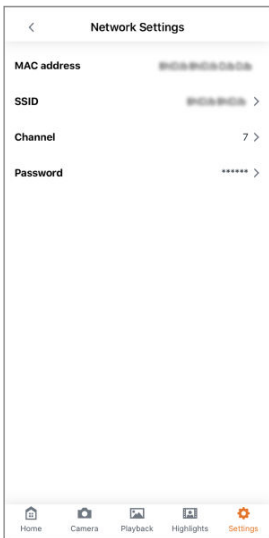 Network Settings
MAC address
SSID
Channel 7
Password ******
Home Camera Playback Highlights Settings